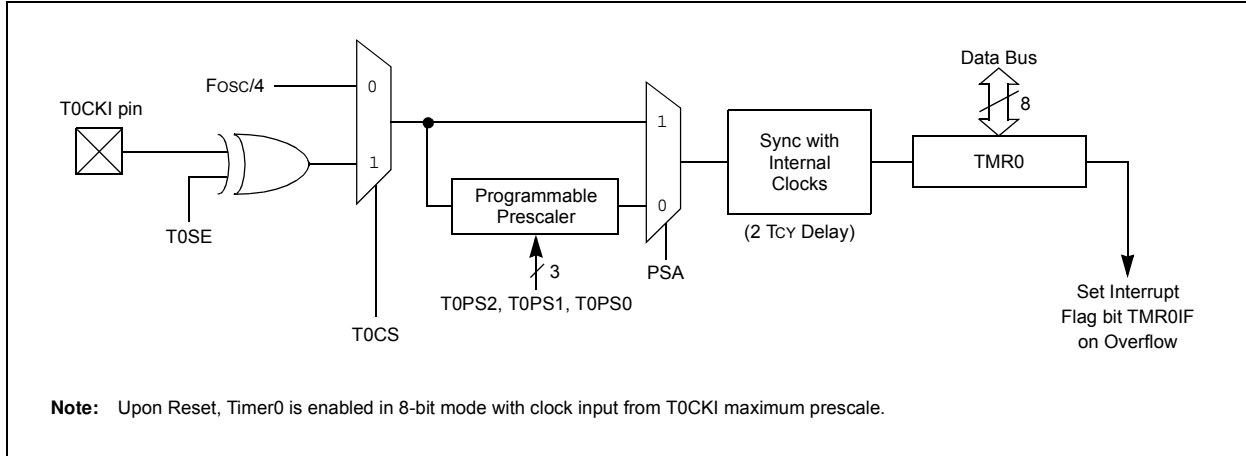 Data Bus
8
FOSC/4
0
T0CKI pin
1
1
Sync with
Internal
Clocks
TMR0
Programmable
Prescaler
0
T0SE
(2 TCY Delay)
3
PSA
T0PS2, T0PS1, T0PS0
T0CS
Set Interrupt
Flag bit TMR0IF
on Overflow
Note: Upon Reset, Timer0 is enabled in 8-bit mode with clock input from T0CKI maximum prescale.